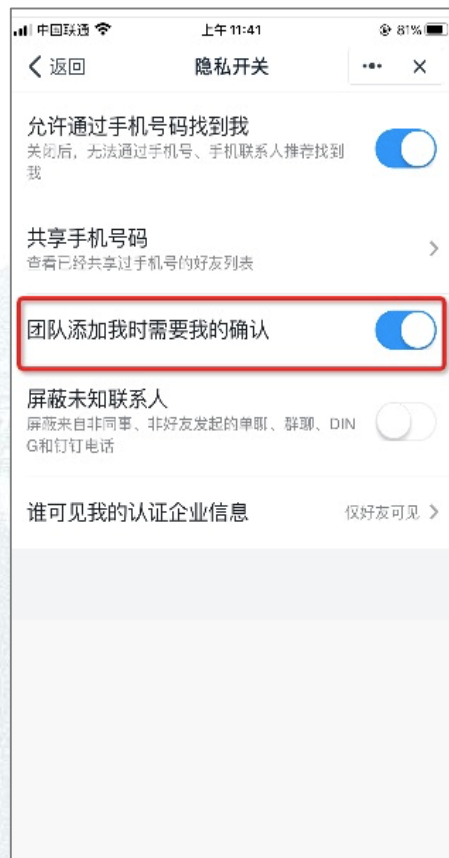 中国联通 上午11:41 81%
返回 隐私开关
允许通过手机号码找到我
关闭后，无法通过手机号、手机联系人推荐找到
我
共享手机号码
查看已经共享过手机号的好友列表
团队添加我时需要我的确认
屏蔽未知联系人
屏蔽来自非同事、非好友发起的单聊、群聊、DIN
G和钉钉电话
谁可见我的认证企业信息 仅好友可见